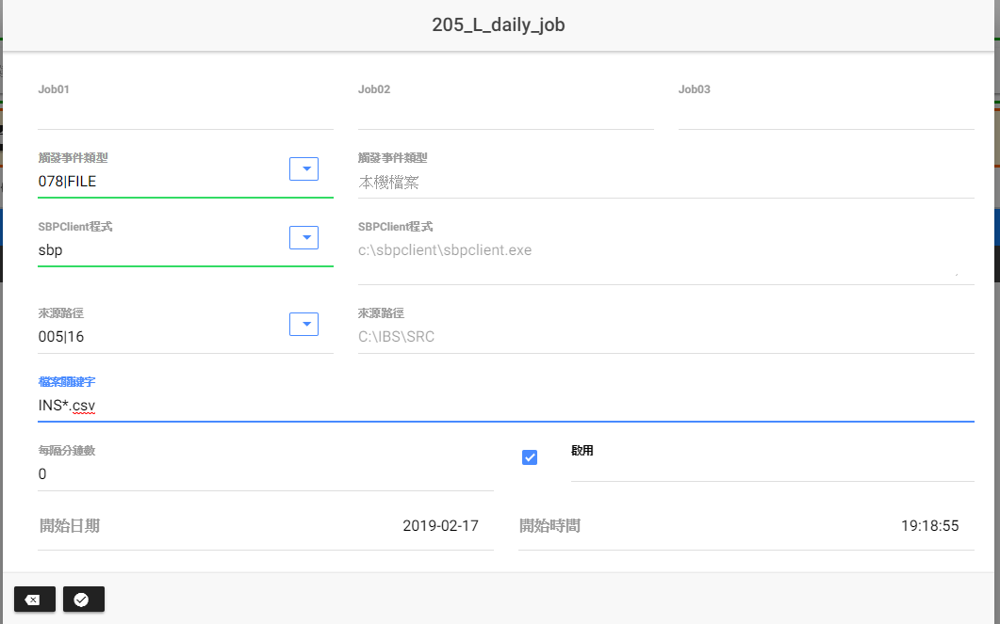 205_L_daily_job
Job01
Job02
Job03
觸發事件類型
078|FILE
觸發事件類型
本機檔案
SBPClient程式
sbp
SBPClient程式
c:\sbpclient\sbpclient.exe
來源路徑
005|16
來源路徑
C:\IBS\SRC
檔案關鍵字
INS*.csv
每隔分鐘數
0
啟用
開始日期
2019-02-17
開始時間
19:18:55